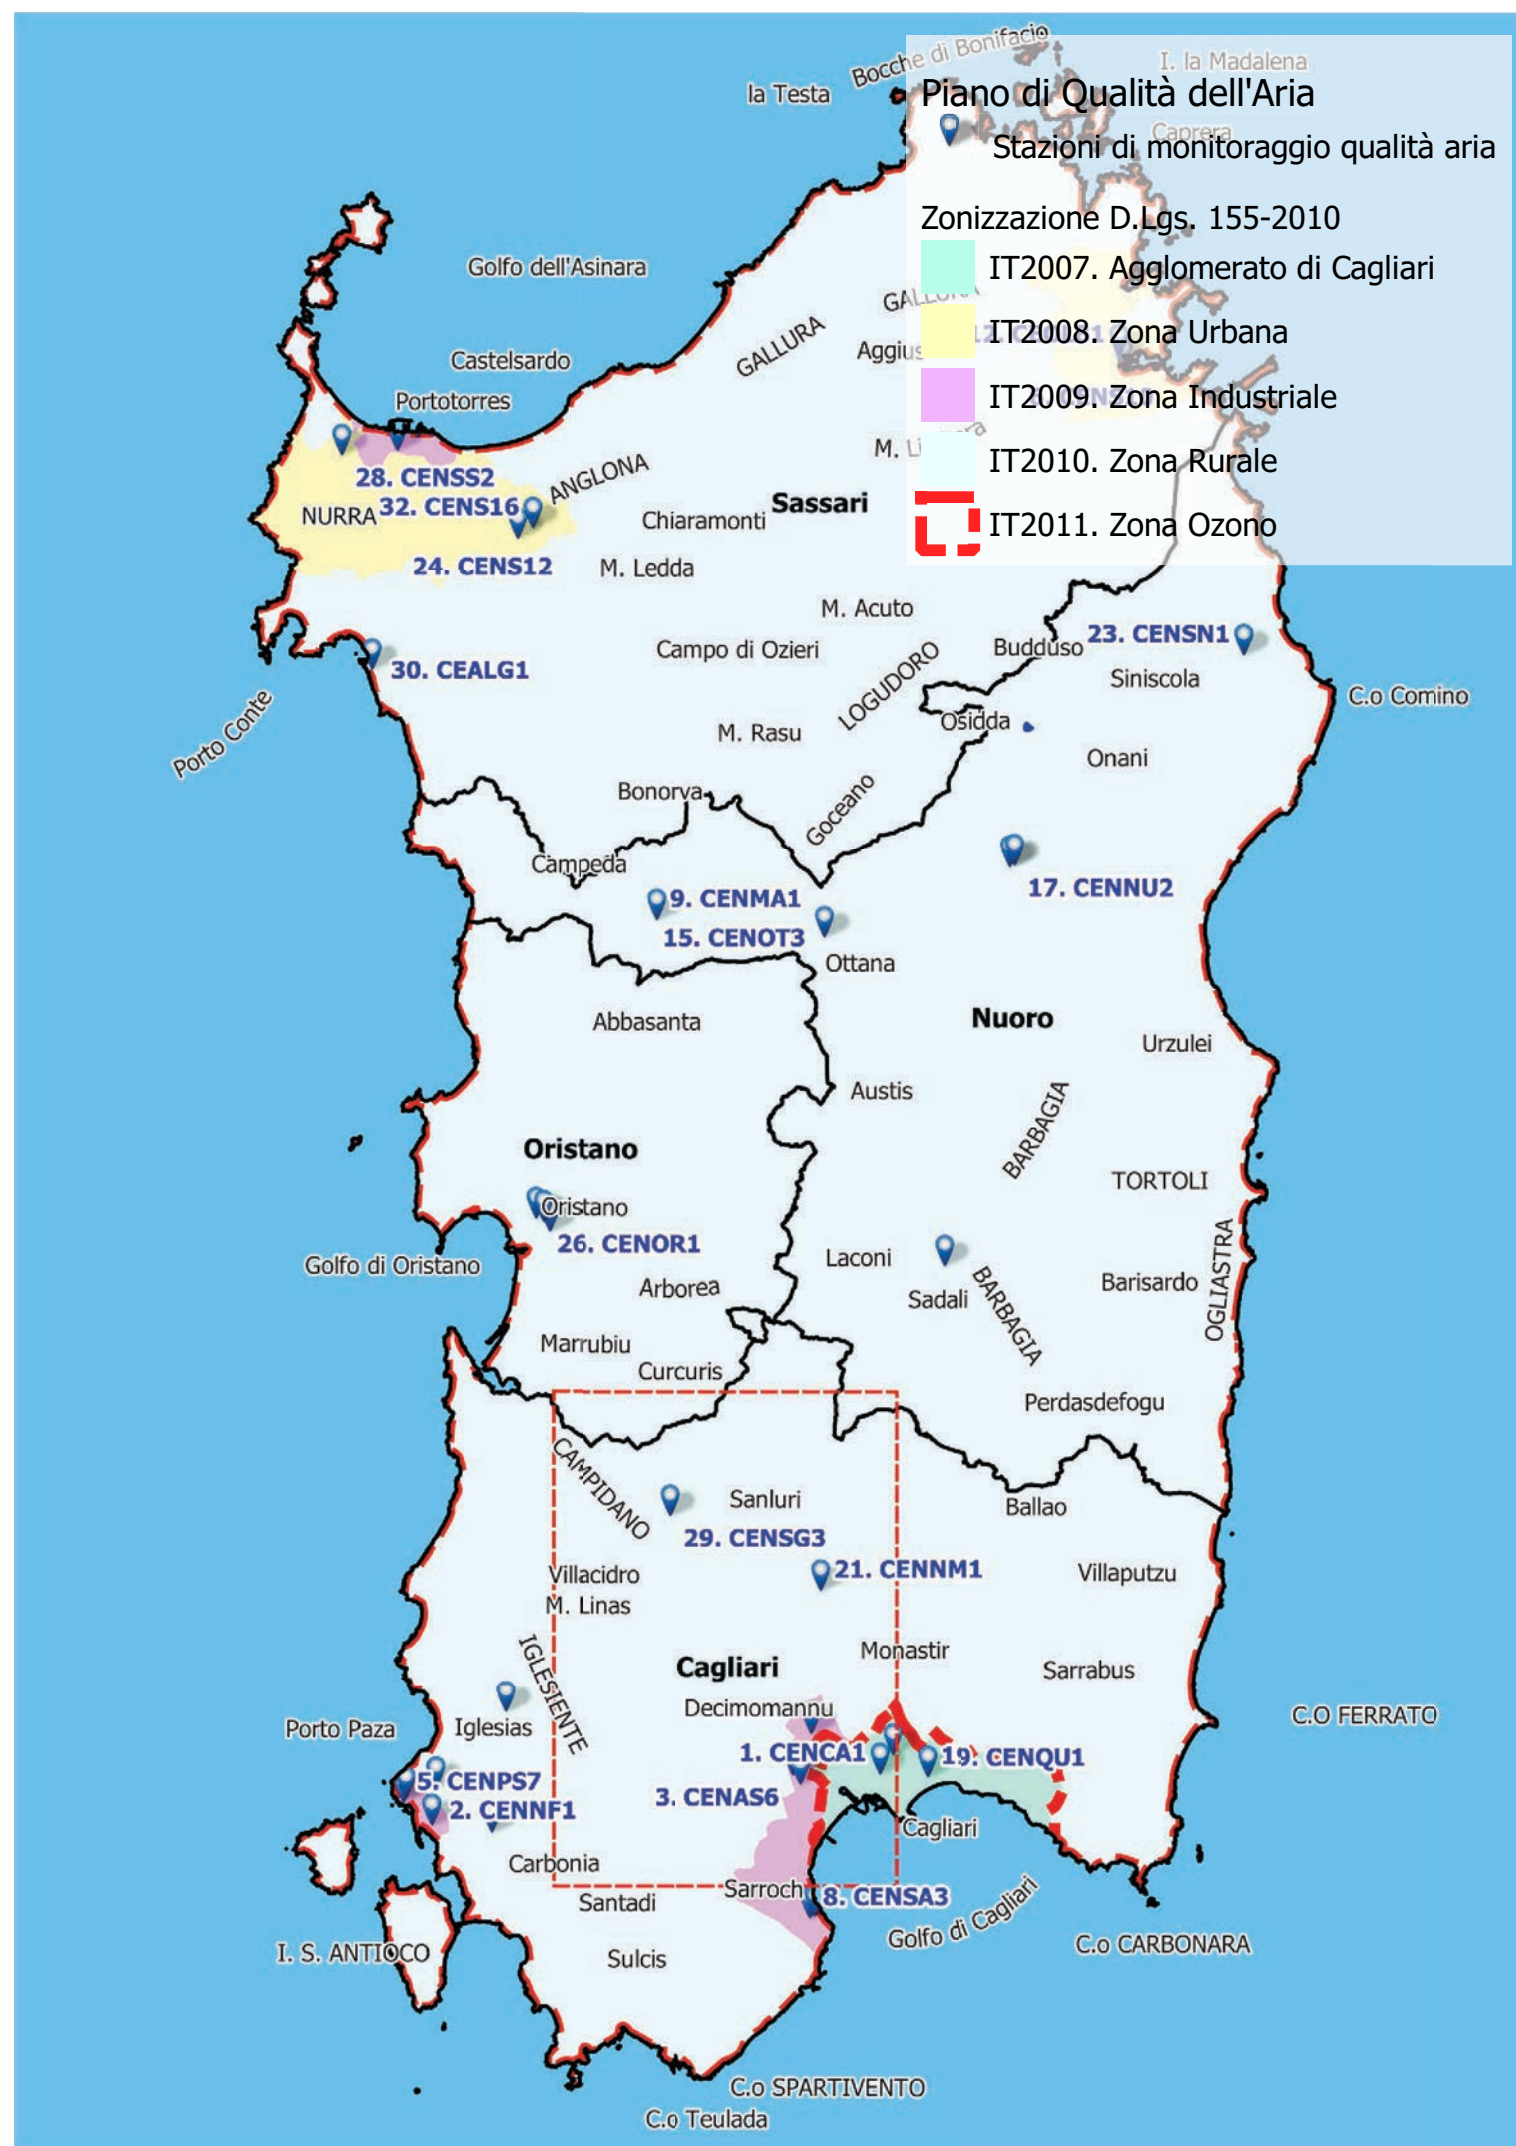 Bocche di Bonifacio
la Testa
I. la Madalena
Caprera
Piano di Qualità dell'Aria
Stazioni di monitoraggio qualità aria
Zonizzazione D.Lgs. 155-2010
IT2007. Agglomerato di Cagliari
IT2008. Zona Urbana
IT2009. Zona Industriale
IT2010. Zona Rurale
IT2011. Zona Ozono
Golfo dell'Asinara
GALLURA
GALLURA
Aggius
Castelsardo
Portotorres
28. CENSS2
ANGLONA
NURRA
32. CENS16
Chiaramonti
Sassari
24. CENS12
M. Ledda
M. Acuto
30. CEALG1
Campo di Ozieri
LOGUDORO
Budduso
23. CENSN1
Siniscola
C.o Comino
Porto Conte
M. Rasu
Osidda
Onani
Bonorva
Goceano
Campeda
9. CENMA1
17. CENNU2
15. CENOT3
Ottana
Abbasanta
Nuoro
Urzulei
Austis
BARBAGIA
Oristano
TORTOLI
Oristano
26. CENOR1
Golfo di Oristano
Laconi
Arborea
Sadali
BARBAGIA
Barisardo
OGLIASTRA
Marrubiu
Curcuris
Perdasdefogu
CAMPIDANO
Sanluri
Ballao
29. CENSG3
Villacidro
21. CENNM1
Villaputzu
M. Linas
IGLESIENTE
Monastir
Cagliari
Sarrabus
Decimomannu
C.O FERRATO
Porto Paza
Iglesias
1. CENCA1
19. CENQU1
5. CENPS7
3. CENAS6
2. CENNF1
Cagliari
Carbonia
Sarroch
8. CENSA3
Santadi
Golfo di Cagliari
I. S. ANTIOCO
Sulcis
C.o CARBONARA
C.o SPARTIVENTO
C.o Teulada